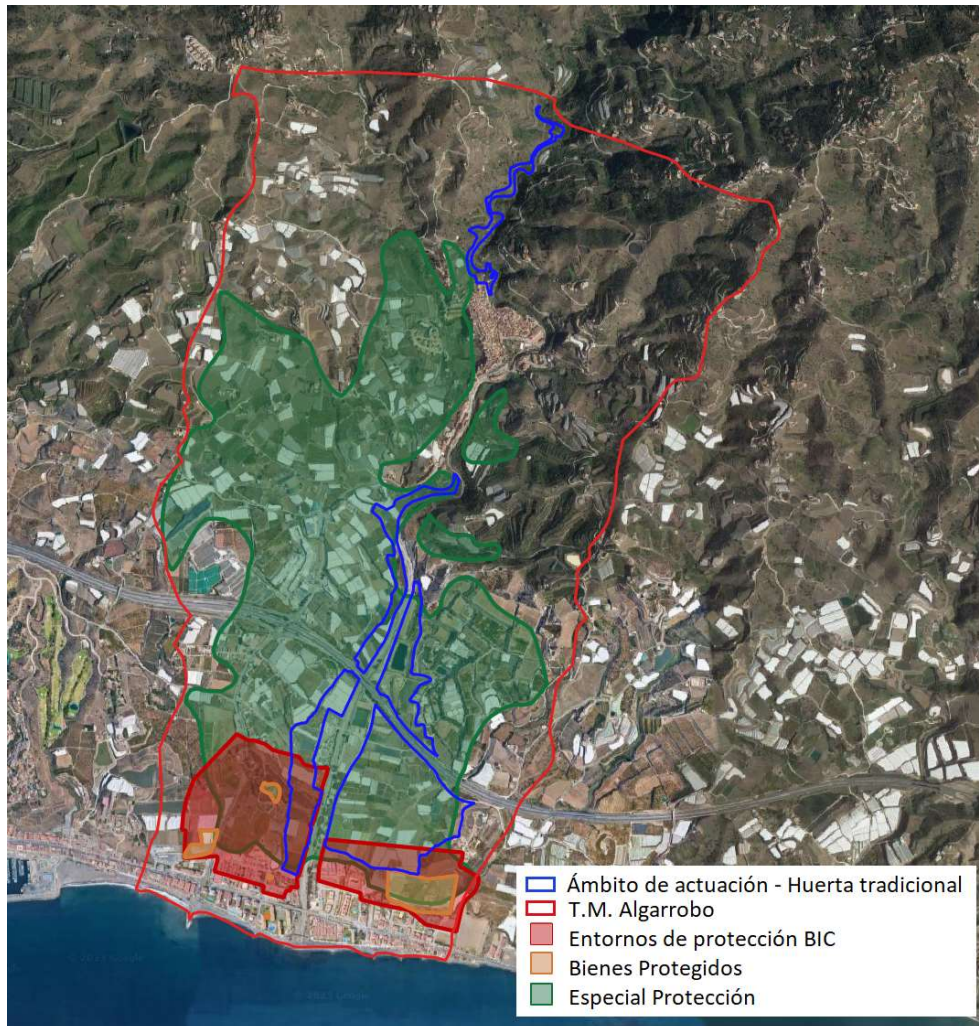 Ámbito de actuación - Huerta tradicional
T.M. Algarrobo
Entornos de protección BIC
Bienes Protegidos
Especial Protección